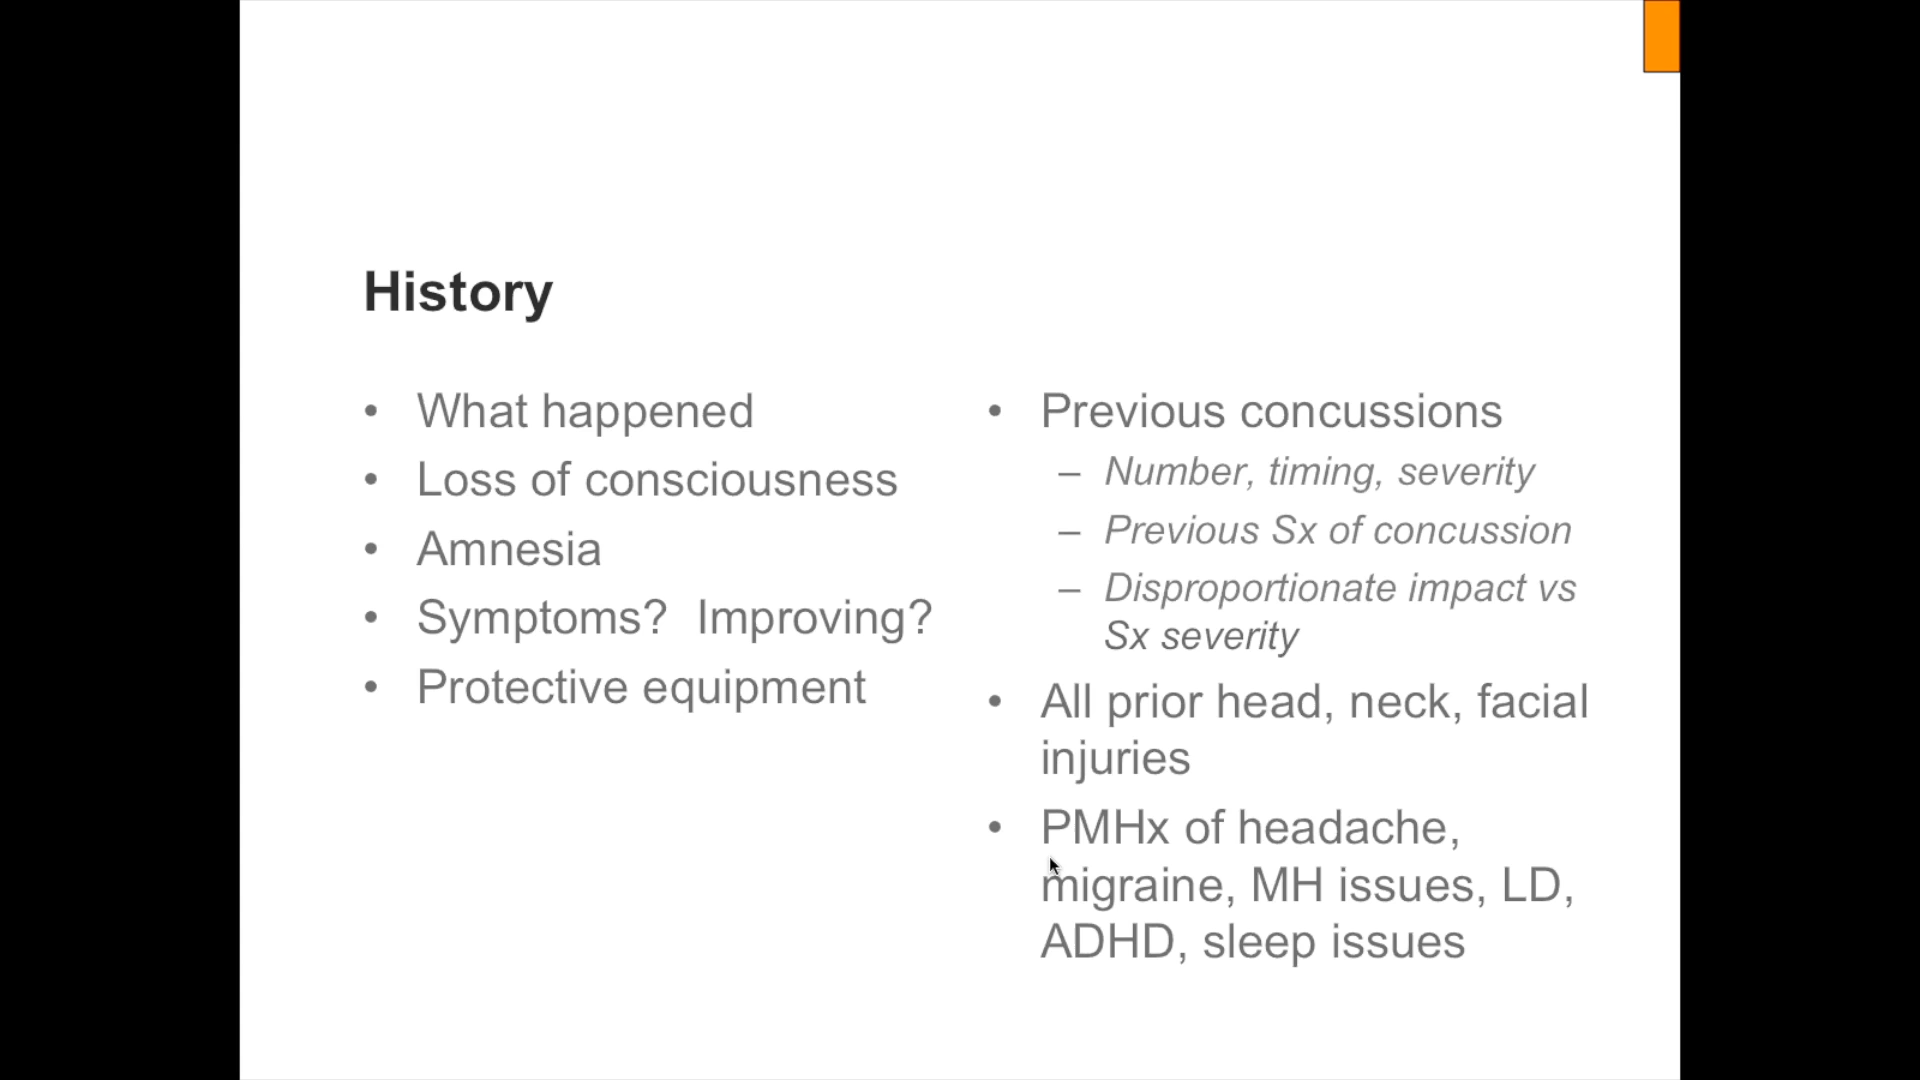 History
• What happened
• Loss of consciousness
• Amnesia
• Symptoms?  Improving?
• Protective equipment
• Previous concussions
– Number, timing, severity
– Previous Sx of concussion
– Disproportionate impact vs
Sx severity
• All prior head, neck, facial
injuries
• PMHx of headache,
migraine, MH issues, LD,
ADHD, sleep issues